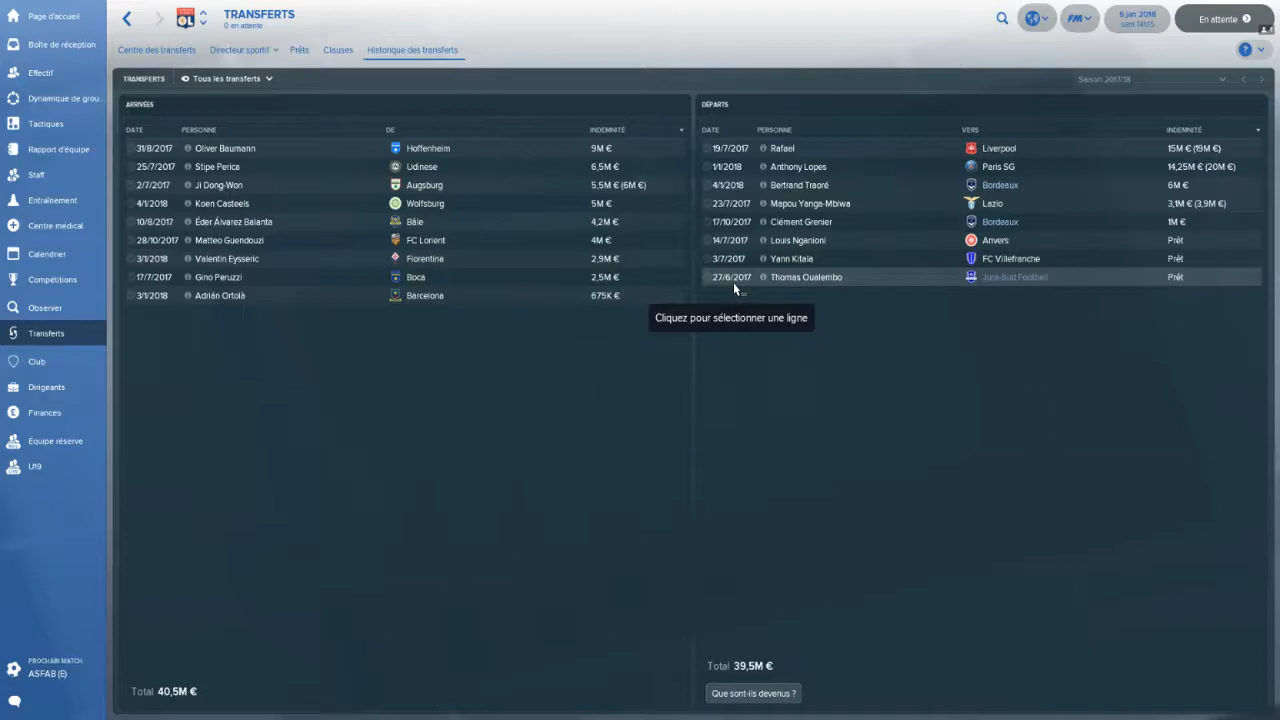 Page d'accueil
Boîte de réception
Effectif
Dynamique de grou...
Tactiques
Rapport d'équipe
Staff
Entraînement
Centre médical
Calendrier
Compétitions
Observer
Transferts
Club
Dirigeants
Finances
Équipe réserve
U19
PROCHAIN MATCH
ASFAB (E)
TRANSFERTS
0 en attente
FM
6 jan 2018
sam 14h15
En attente
Centre des transferts Directeur sportif Prêts Clauses Historique des transferts
TRANSFERTS Tous les transferts Saison 2017/18
ARRIVÉES
DATE PERSONNE DE INDEMNITÉ
31/8/2017 Oliver Baumann Hoffenheim 9M €
25/7/2017 Stipe Perica Udinese 6,5M €
2/7/2017 Ji Dong-Won Augsburg 5,5M € (6M €)
4/1/2018 Koen Casteels Wolfsburg 5M €
10/8/2017 Éder Álvarez Balanta Bâle 4,2M €
28/10/2017 Matteo Guendouzi FC Lorient 4M €
3/1/2018 Valentin Eysseric Fiorentina 2,9M €
17/7/2017 Gino Peruzzi Boca 2,5M €
3/1/2018 Adrián Ortolà Barcelona 675K €
Total 40,5M €
DÉPARTS
DATE PERSONNE VERS INDEMNITÉ
19/7/2017 Rafael Liverpool 15M € (19M €)
1/1/2018 Anthony Lopes Paris SG 14,25M € (20M €)
4/1/2018 Bertrand Traoré Bordeaux 6M €
23/7/2017 Mapou Yanga-Mbiwa Lazio 3,1M € (3,9M €)
17/10/2017 Clément Grenier Bordeaux 1M €
14/7/2017 Louis Nganioni Anvers Prêt
3/7/2017 Yann Kitala FC Villefranche Prêt
27/6/2017 Thomas Oualembo Jura-Sud Football Prêt
Cliquez pour sélectionner une ligne
Total 39,5M €
Que sont-ils devenus ?